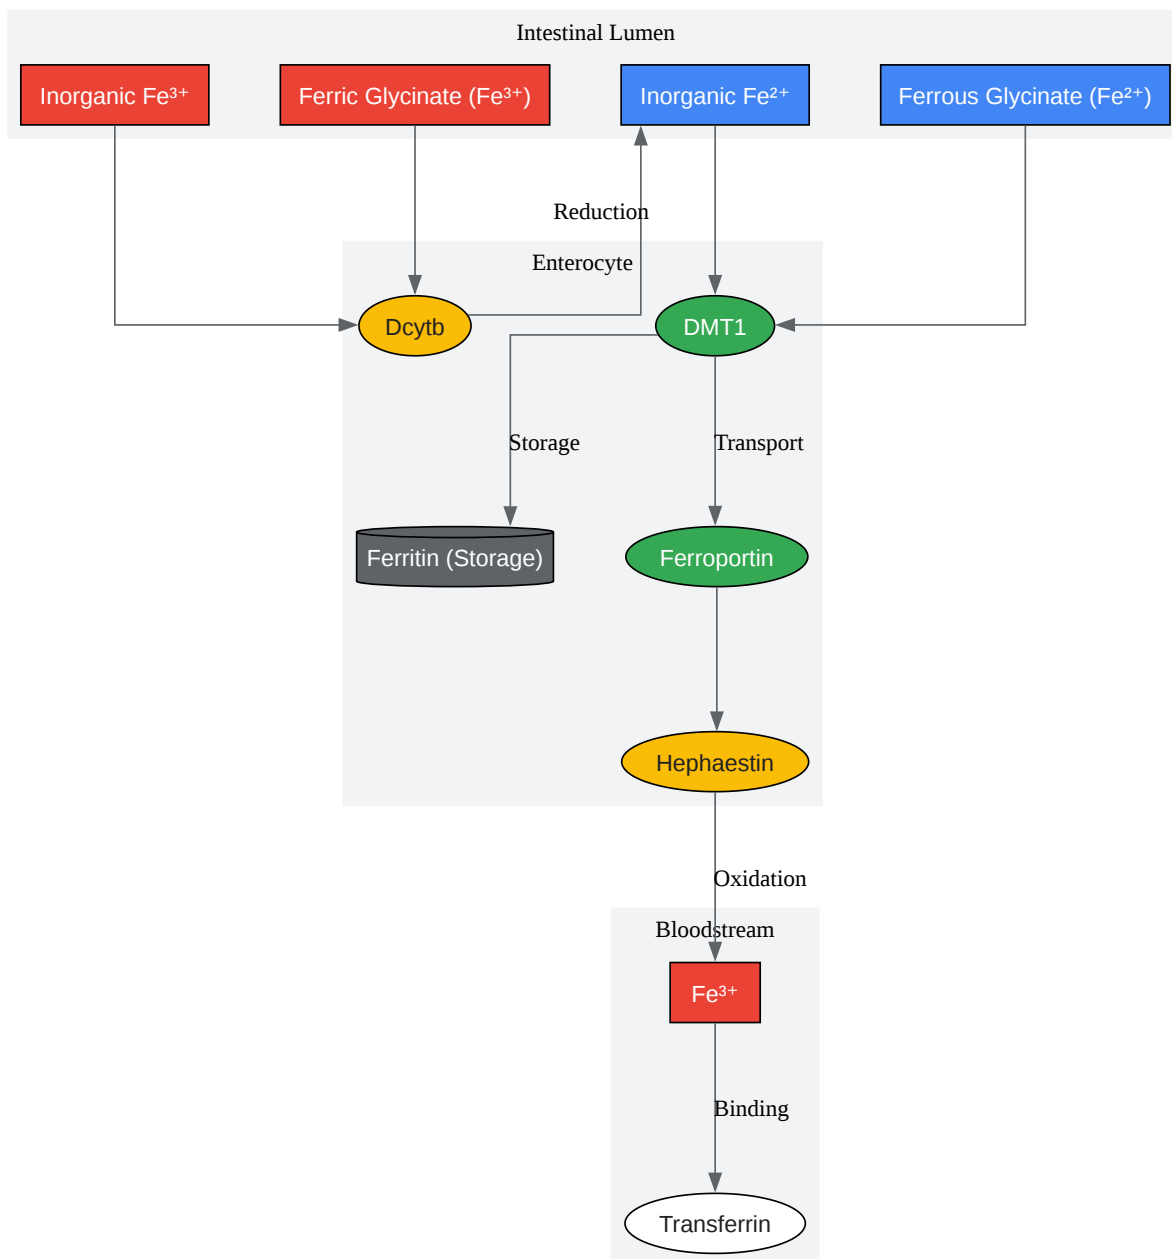 Intestinal Lumen
Inorganic Fe³⁺
Ferric Glycinate (Fe³⁺)
Inorganic Fe²⁺
Ferrous Glycinate (Fe²⁺)
Reduction
Enterocyte
Dcytb
DMT1
Storage
Transport
Ferritin (Storage)
Ferroportin
Hephaestin
Oxidation
Bloodstream
Fe³⁺
Binding
Transferrin